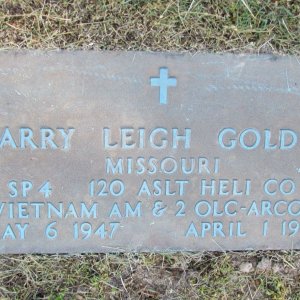 ARRY LEIGH GOLD
MISSOURI
SP4 120 ASLT HELI CO
VIETNAM AM & 2 OLC-ARCO
AY 6 1947 APRIL 1 19